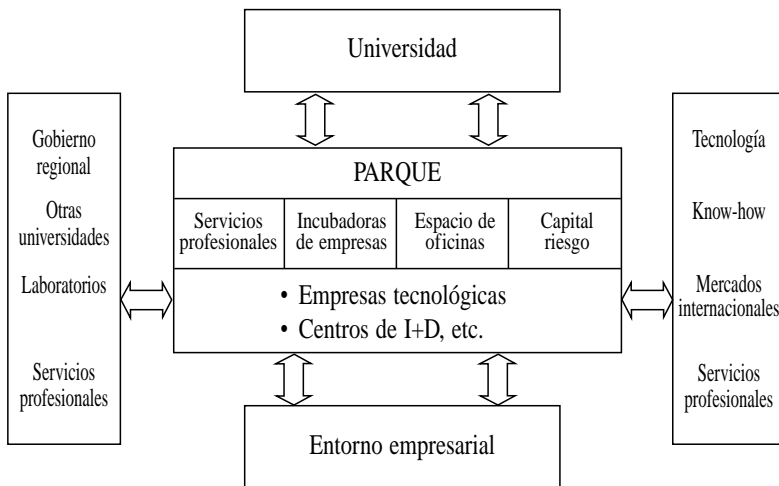 Universidad
Gobierno
regional
Otras
universidades
Laboratorios
Servicios
profesionales
PARQUE
Servicios
profesionales
Incubadoras
de empresas
Espacio de
oficinas
Capital
riesgo
• Empresas tecnológicas
• Centros de I+D, etc.
Tecnología
Know-how
Mercados
internacionales
Servicios
profesionales
Entorno empresarial